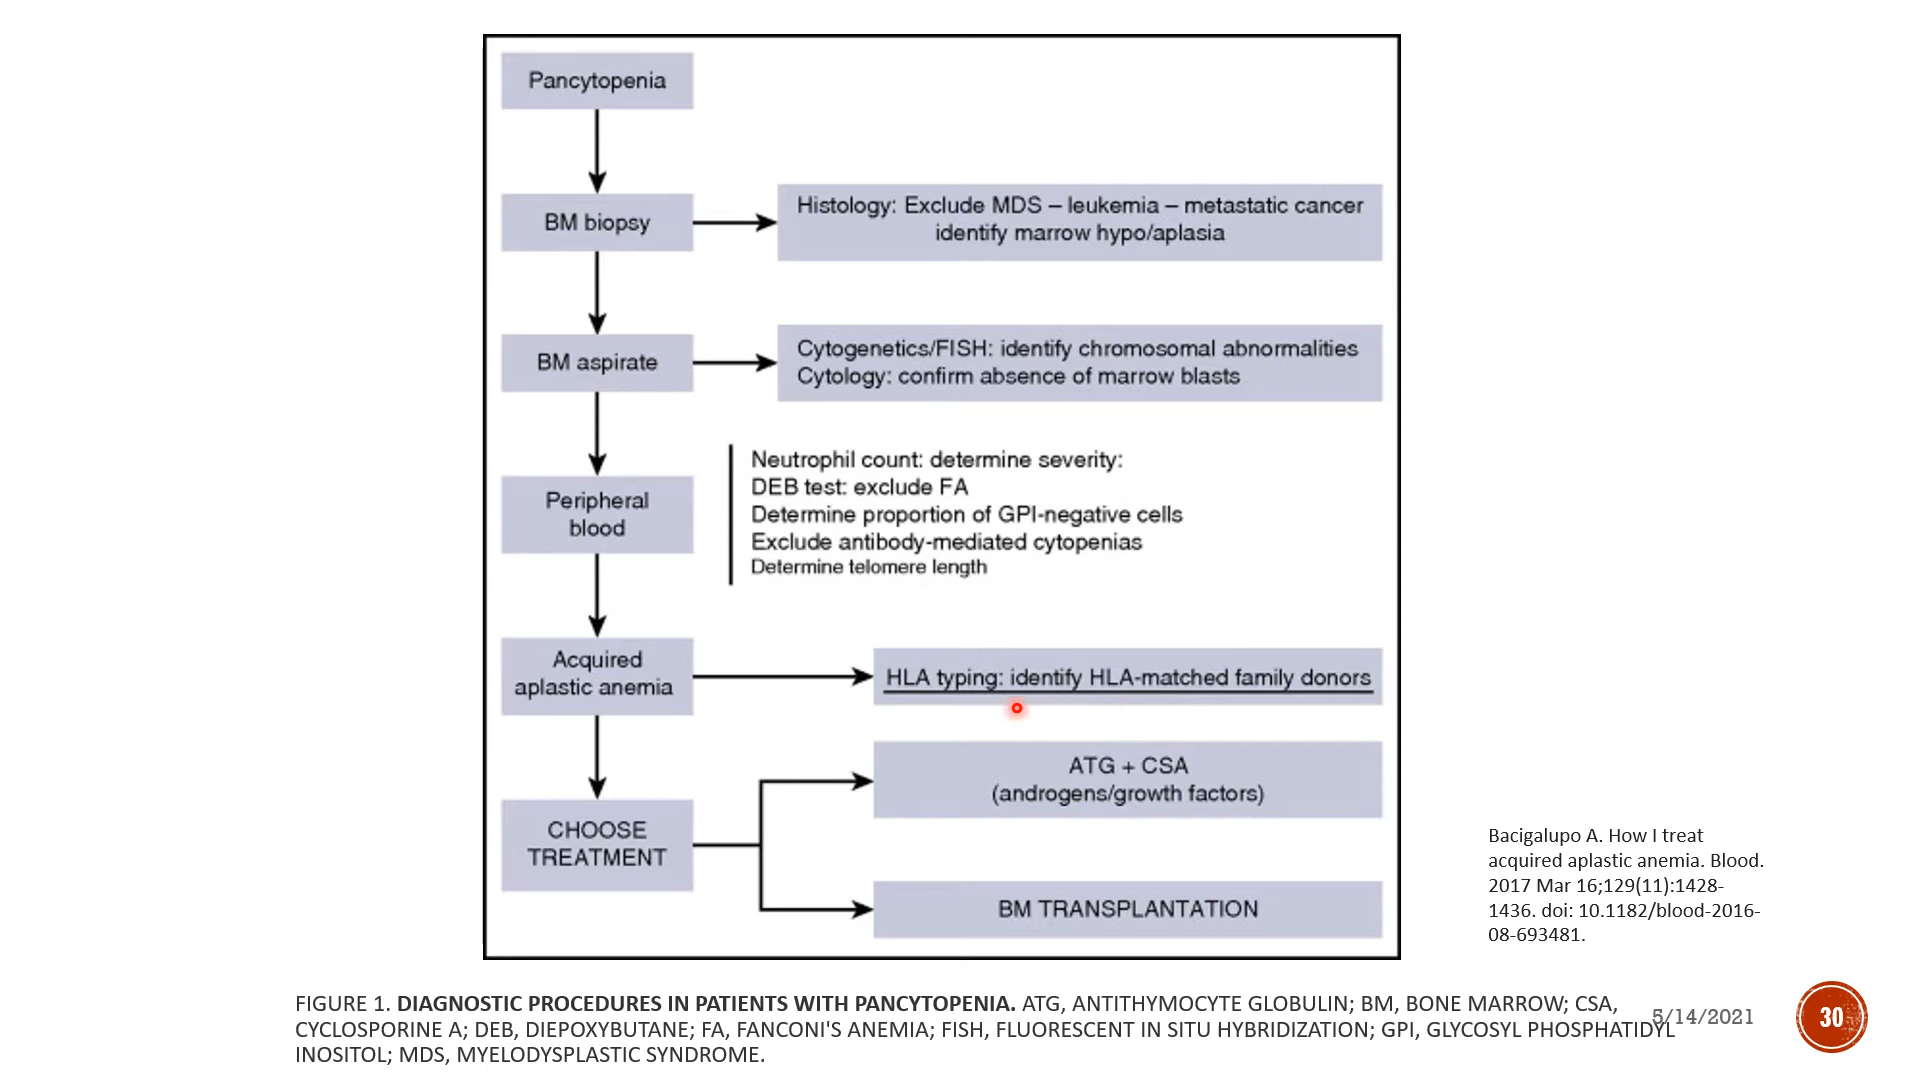 Pancytopenia
BM biopsy
Histology: Exclude MDS – leukemia – metastatic cancer
identify marrow hypo/aplasia
BM aspirate
Cytogenetics/FISH: identify chromosomal abnormalities
Cytology: confirm absence of marrow blasts
Peripheral
blood
Neutrophil count: determine severity:
DEB test: exclude FA
Determine proportion of GPI-negative cells
Exclude antibody-mediated cytopenias
Determine telomere length
Acquired
aplastic anemia
HLA typing: identify HLA-matched family donors
CHOOSE
TREATMENT
ATG + CSA
(androgens/growth factors)
BM TRANSPLANTATION
Bacigalupo A. How I treat
acquired aplastic anemia. Blood.
2017 Mar 16;129(11):1428-
1436. doi: 10.1182/blood-2016-
08-693481.
FIGURE 1. DIAGNOSTIC PROCEDURES IN PATIENTS WITH PANCYTOPENIA. ATG, ANTITHYMOCYTE GLOBULIN; BM, BONE MARROW; CSA,
CYCLOSPORINE A; DEB, DIEPOXYBUTANE; FA, FANCONI'S ANEMIA; FISH, FLUORESCENT IN SITU HYBRIDIZATION; GPI, GLYCOSYL PHOSPHATIDYL
INOSITOL; MDS, MYELODYSPLASTIC SYNDROME.
5/14/2021
30